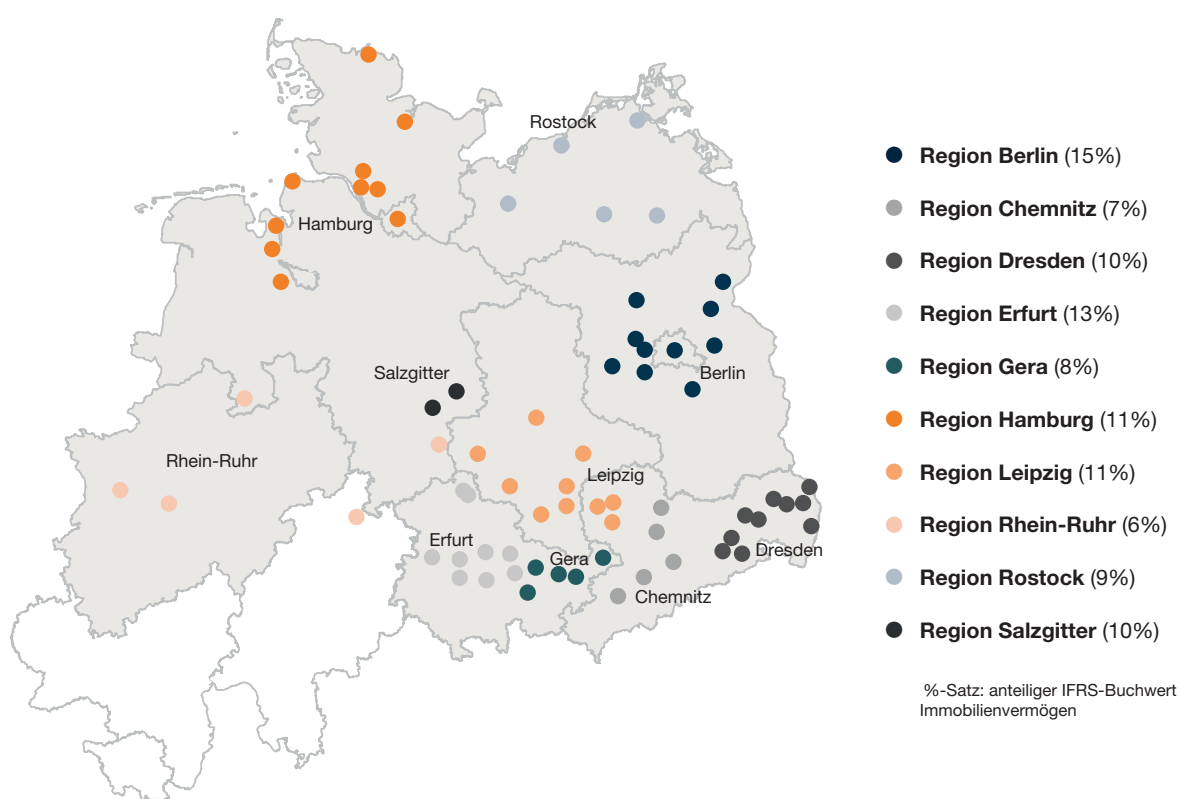 Rostock
Hamburg
Salzgitter
Berlin
Rhein-Ruhr
Leipzig
Erfurt
Gera
Dresden
Chemnitz
Region Berlin (15%)
Region Chemnitz (7%)
Region Dresden (10%)
Region Erfurt (13%)
Region Gera (8%)
Region Hamburg (11%)
Region Leipzig (11%)
Region Rhein-Ruhr (6%)
Region Rostock (9%)
Region Salzgitter (10%)
%-Satz: anteiliger IFRS-Buchwert
Immobilienvermögen